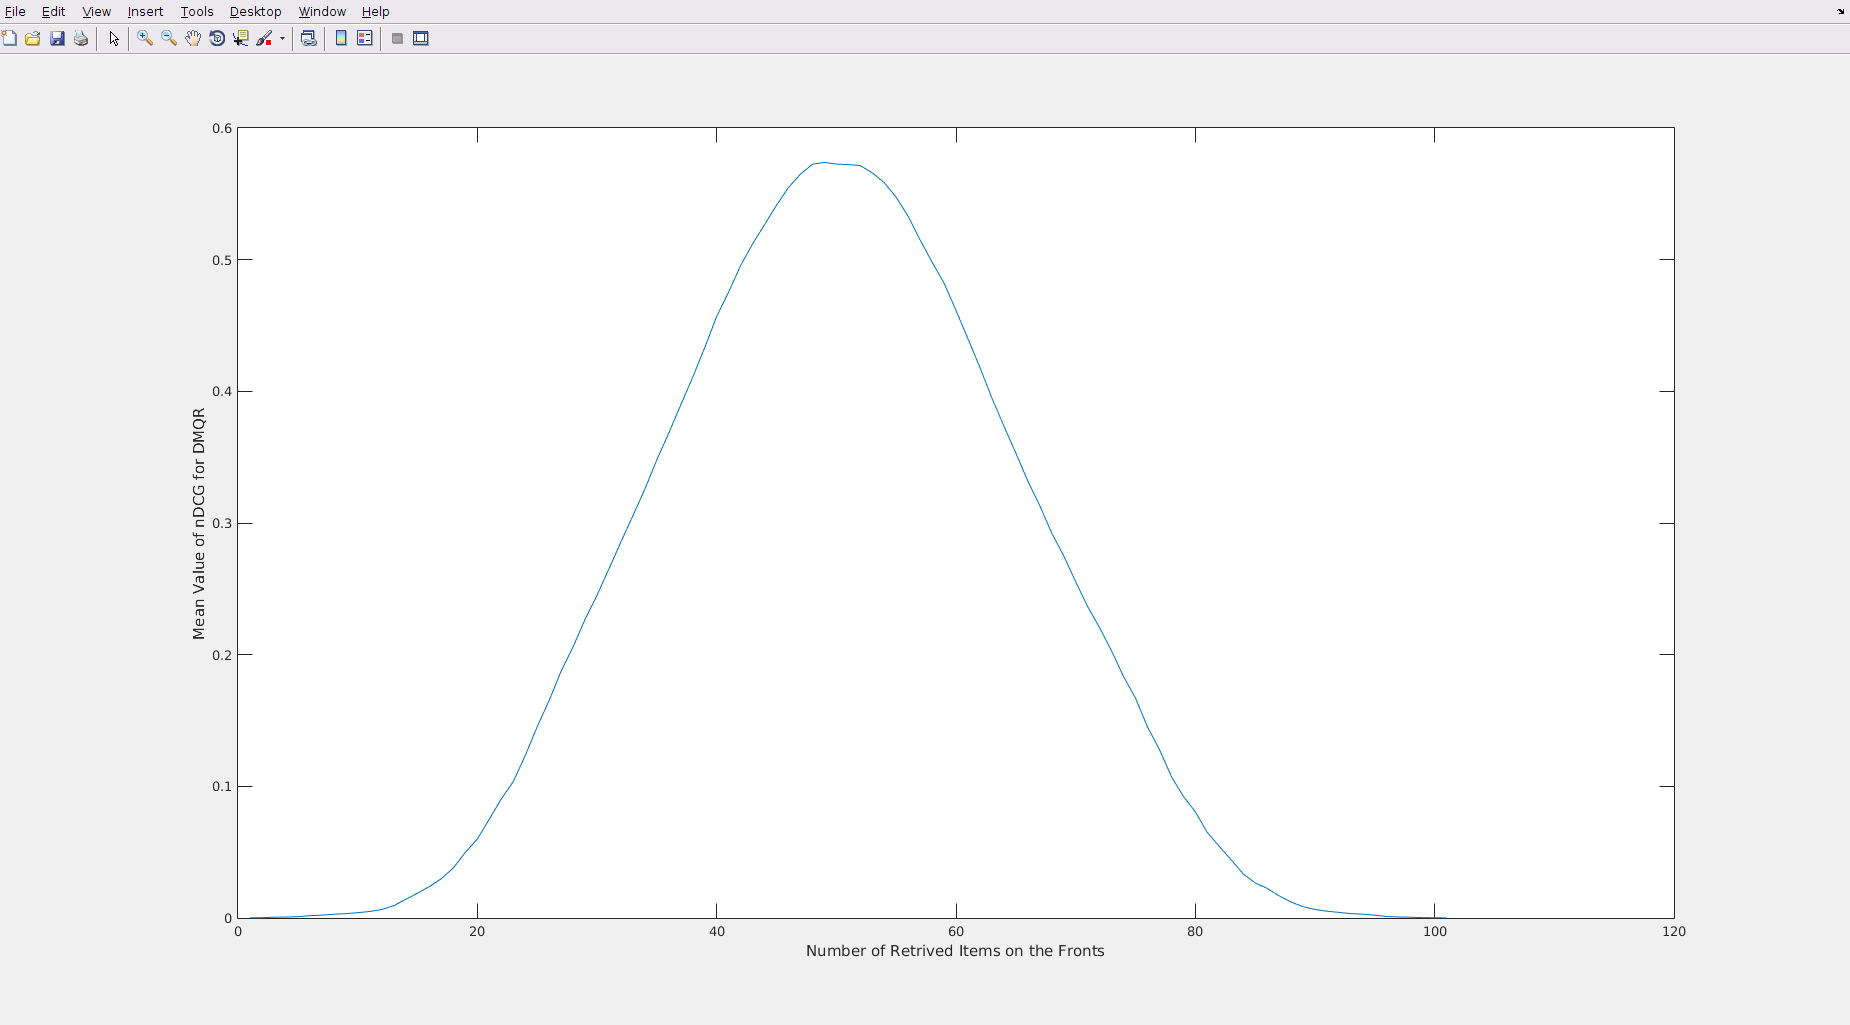 File Edit View Insert Tools Desktop Window Help
0.6
0.5
0.4
0.3
0.2
0.1
0
Mean Value of nDCG for DMQR
0 20 40 60 80 100 120
Number of Retrived Items on the Fronts